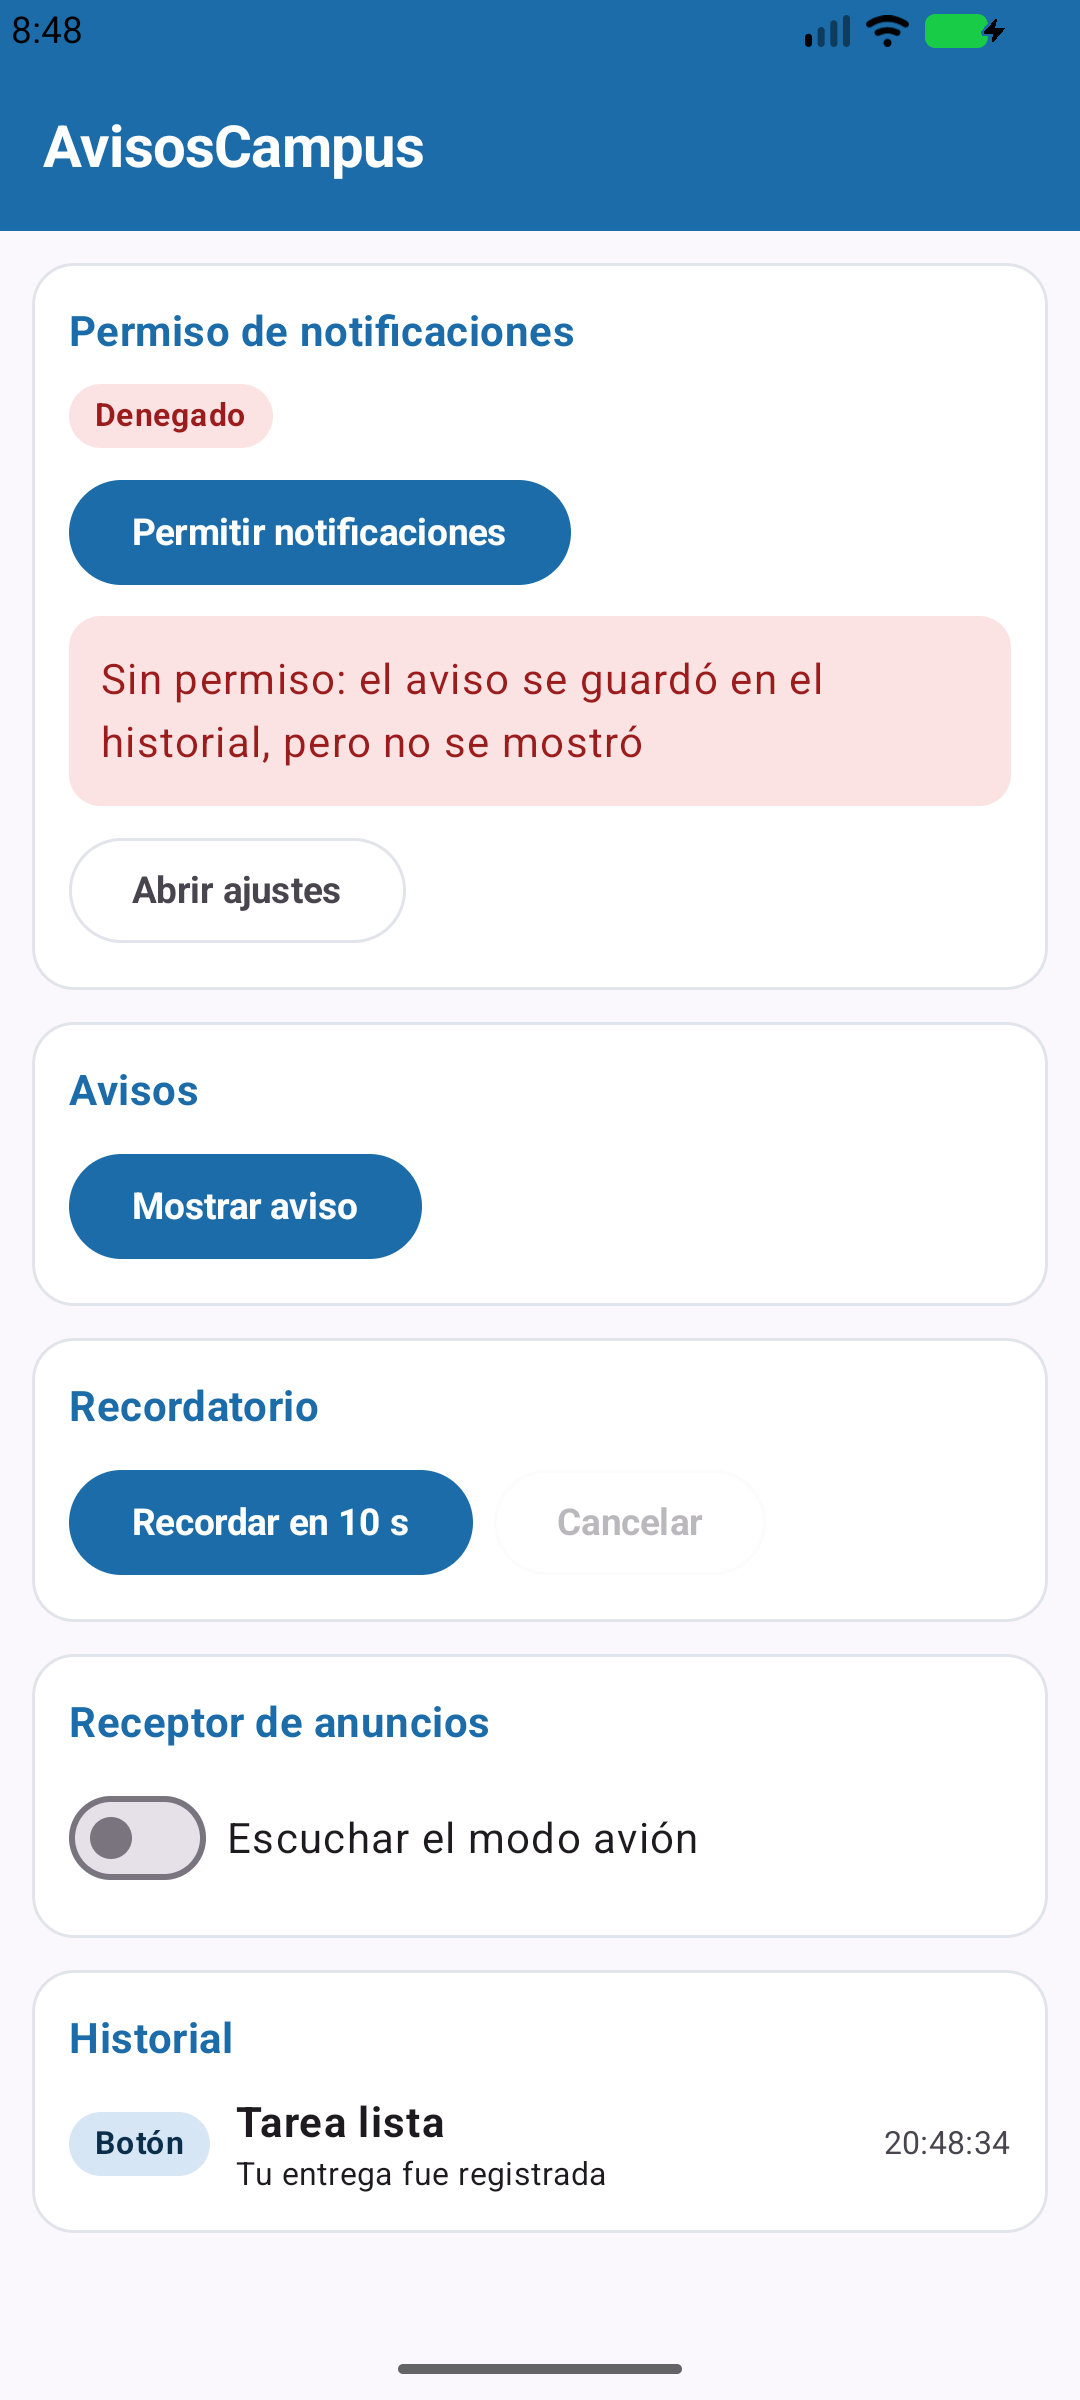 8:48
AvisosCampus
Permiso de notificaciones
Denegado
Permitir notificaciones
Sin permiso: el aviso se guardó en el
historial, pero no se mostró
Abrir ajustes
Avisos
Mostrar aviso
Recordatorio
Recordar en 10 s
Cancelar
Receptor de anuncios
Escuchar el modo avión
Historial
Botón
Tarea lista
Tu entrega fue registrada
20:48:34